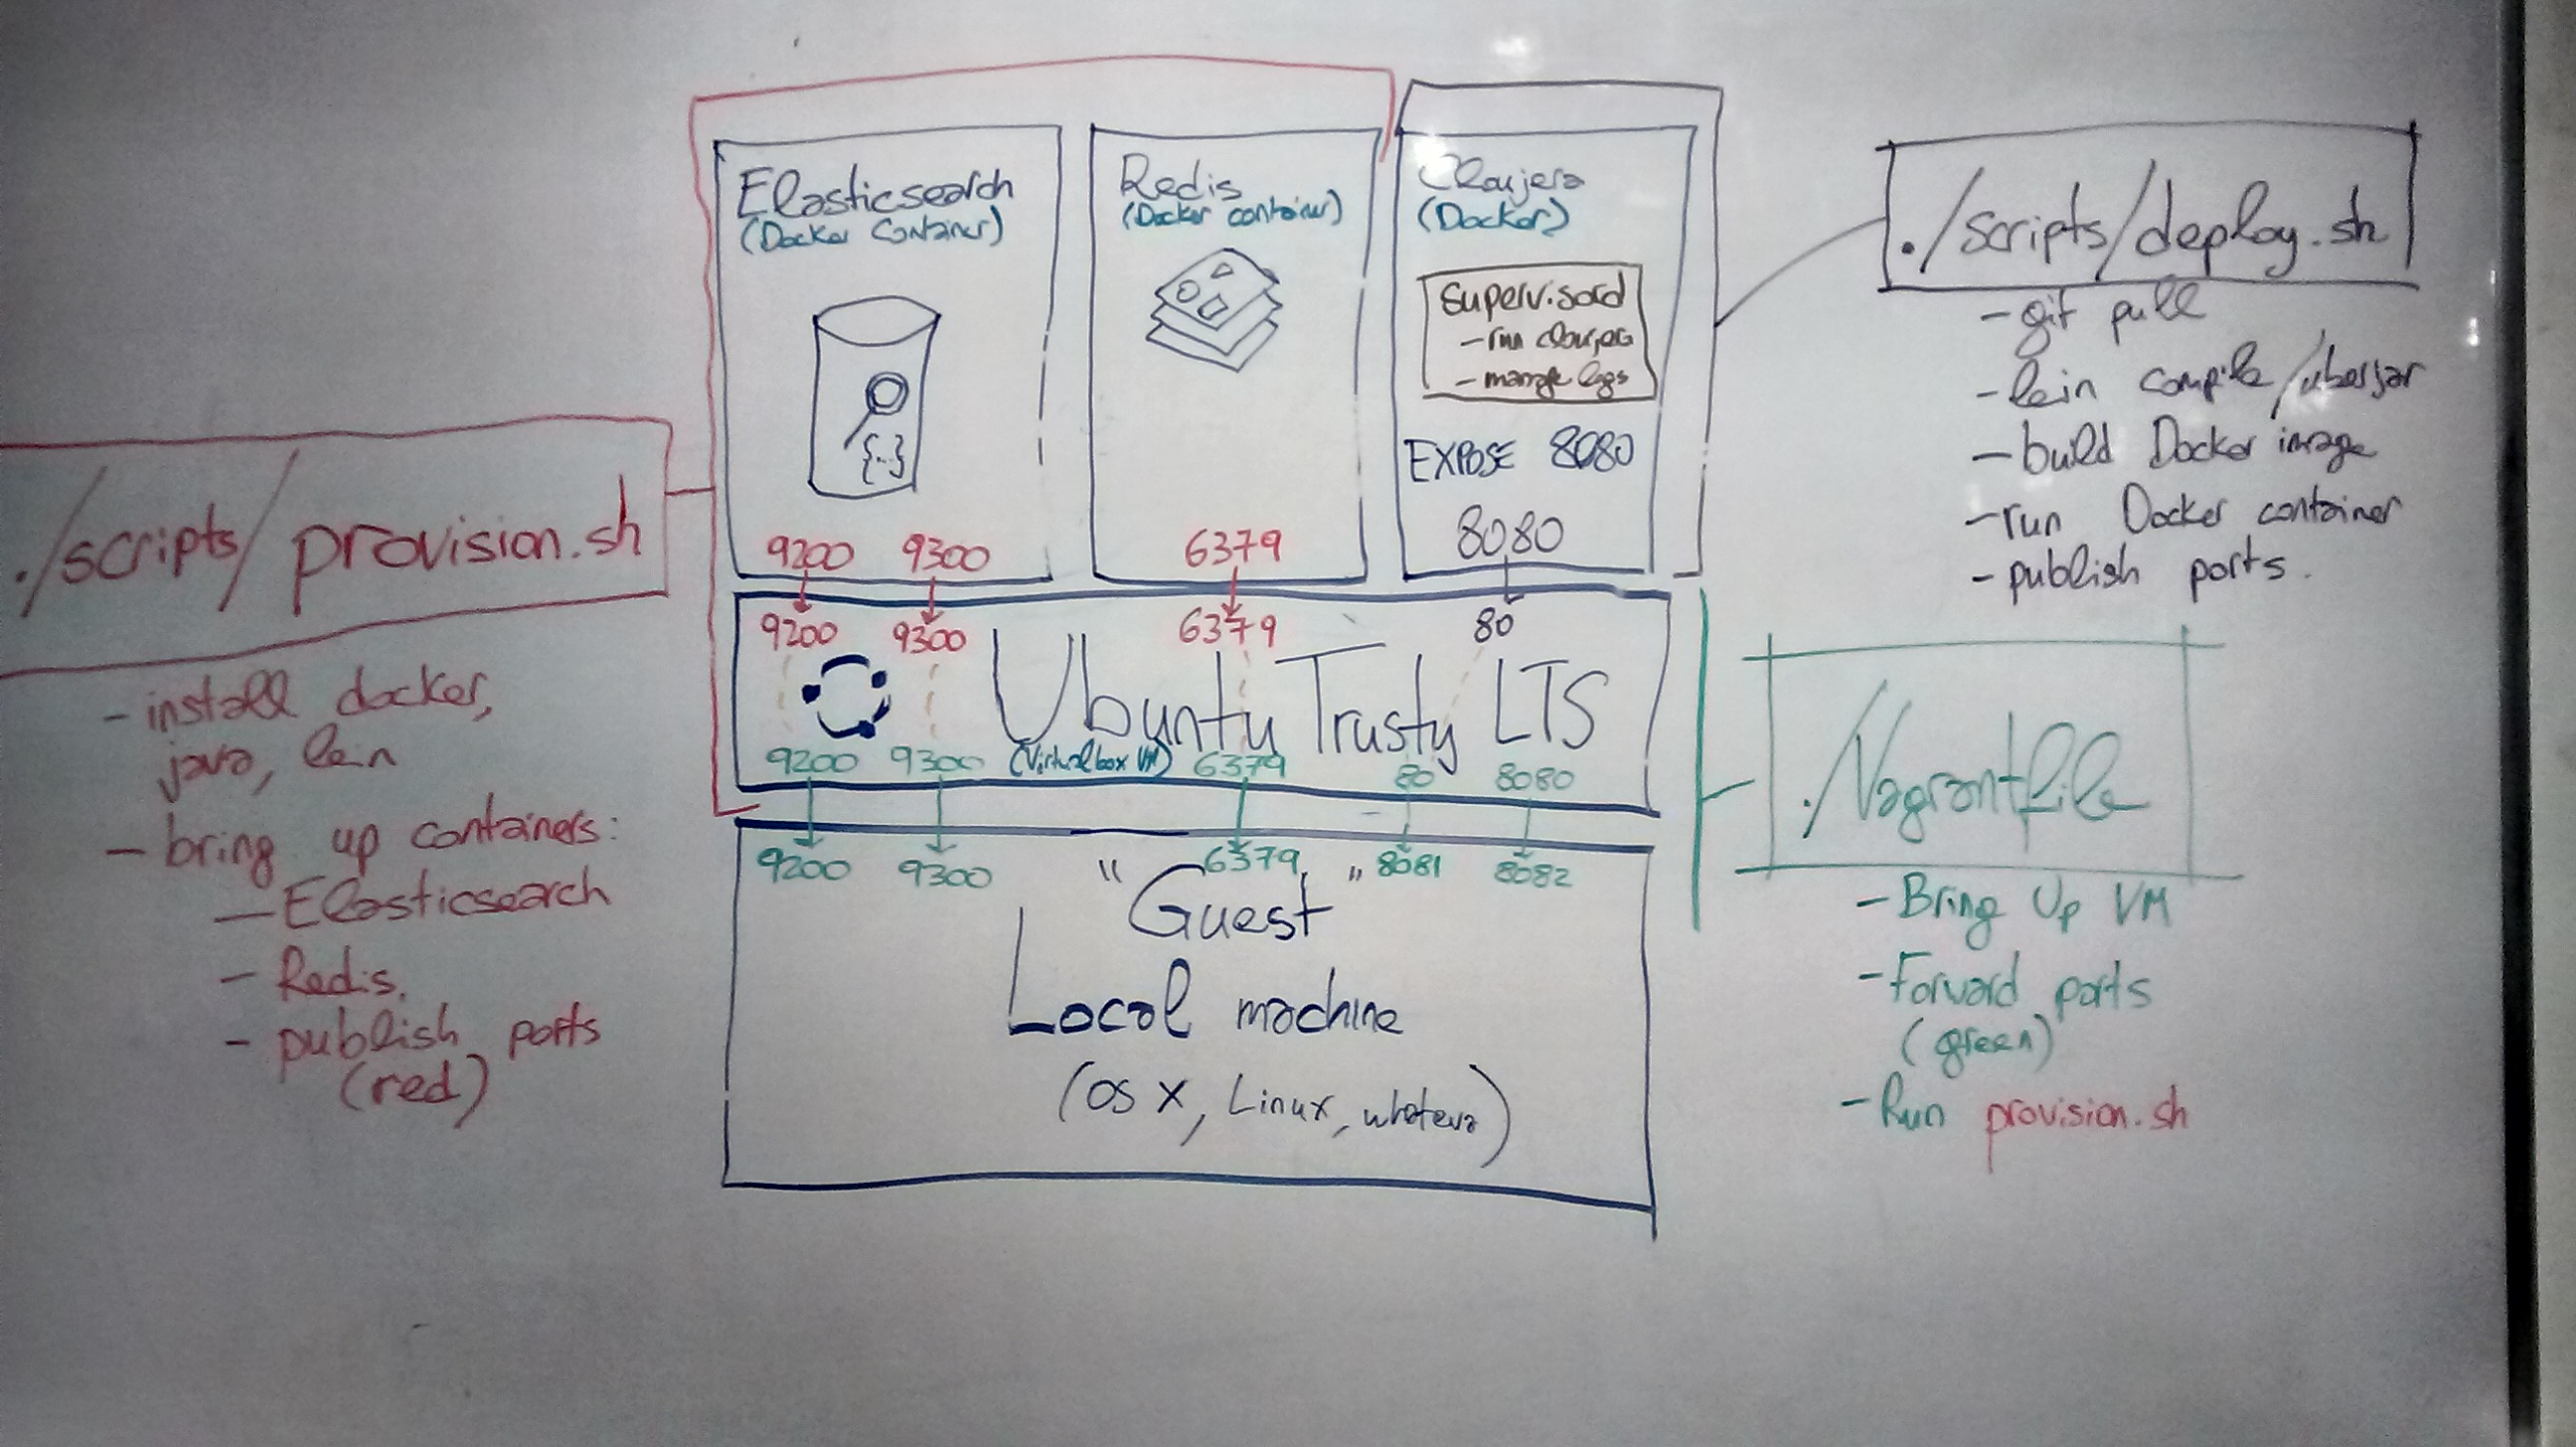 Elasticsearch
(Docker Container)
{...}
9200 9300
Redis
(Docker container)
6379
Cloujera
(Docker)
Supervisord
- run cloujera
- manage logs
EXPOSE 8080
8080
9200 9300 6379 80
Ubuntu Trusty LTS
(Virtualbox VM)
9200 9300 6379 80 8080
9200 9300 6379 8081 8082
"Guest"
Local machine
(OS X, Linux, whateva)
./scripts/provision.sh
- install docker,
java, lein
- bring up containers:
- Elasticsearch
- Redis.
- publish ports
(red)
./scripts/deploy.sh
- git pull
- lein compile/uberjar
- build Docker image
- run Docker container
- publish ports.
./Vagrantfile
- Bring Up VM
- Forward ports
(green)
- Run provision.sh